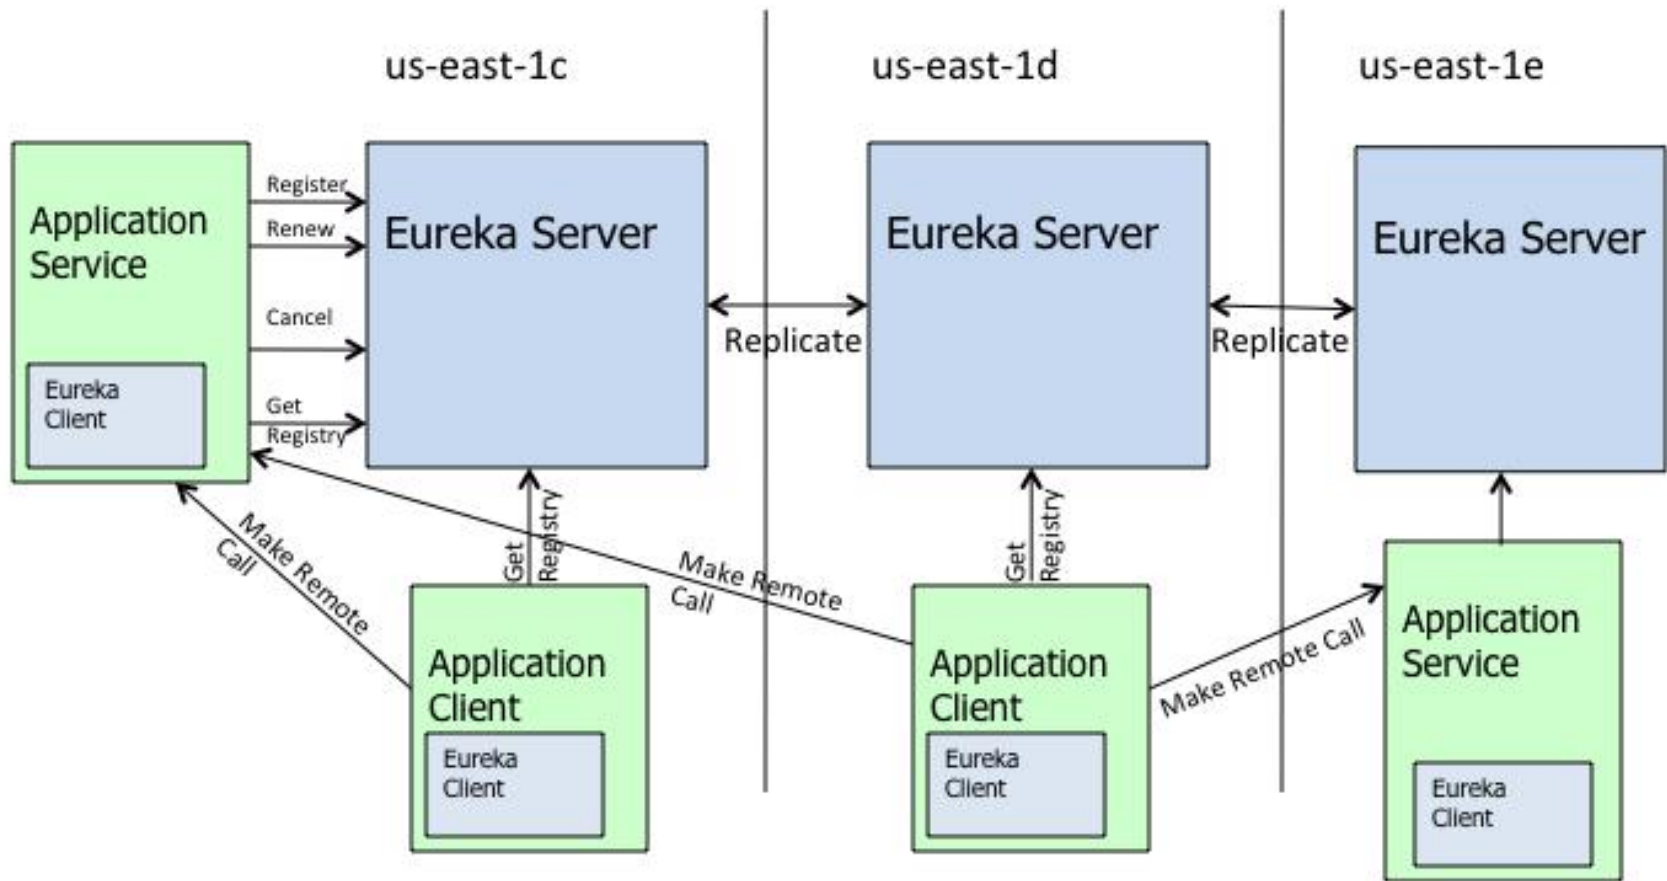 us-east-1c
us-east-1d
us-east-1e
Application
Service
Eureka
Client
Register
Renew
Cancel
Get
Registry
Eureka Server
Replicate
Eureka Server
Replicate
Eureka Server
Make Remote
Call
Get
Registry
Make Remote
Call
Get
Registry
Make Remote Call
Application
Client
Eureka
Client
Application
Client
Eureka
Client
Application
Service
Eureka
Client